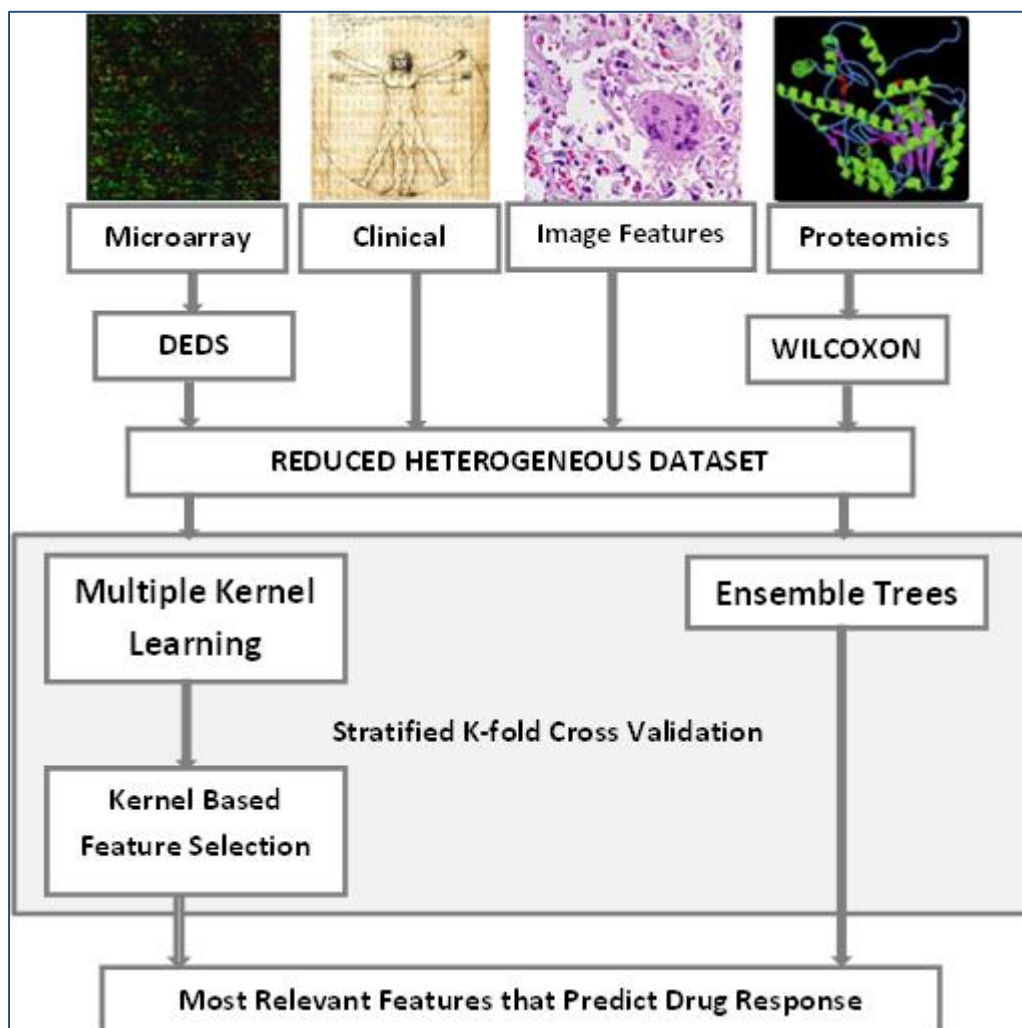 Microarray
Clinical
Image Features
Proteomics
DEDS
WILCOXON
REDUCED HETEROGENEOUS DATASET
Multiple Kernel
Learning
Ensemble Trees
Stratified K-fold Cross Validation
Kernel Based
Feature Selection
Most Relevant Features that Predict Drug Response